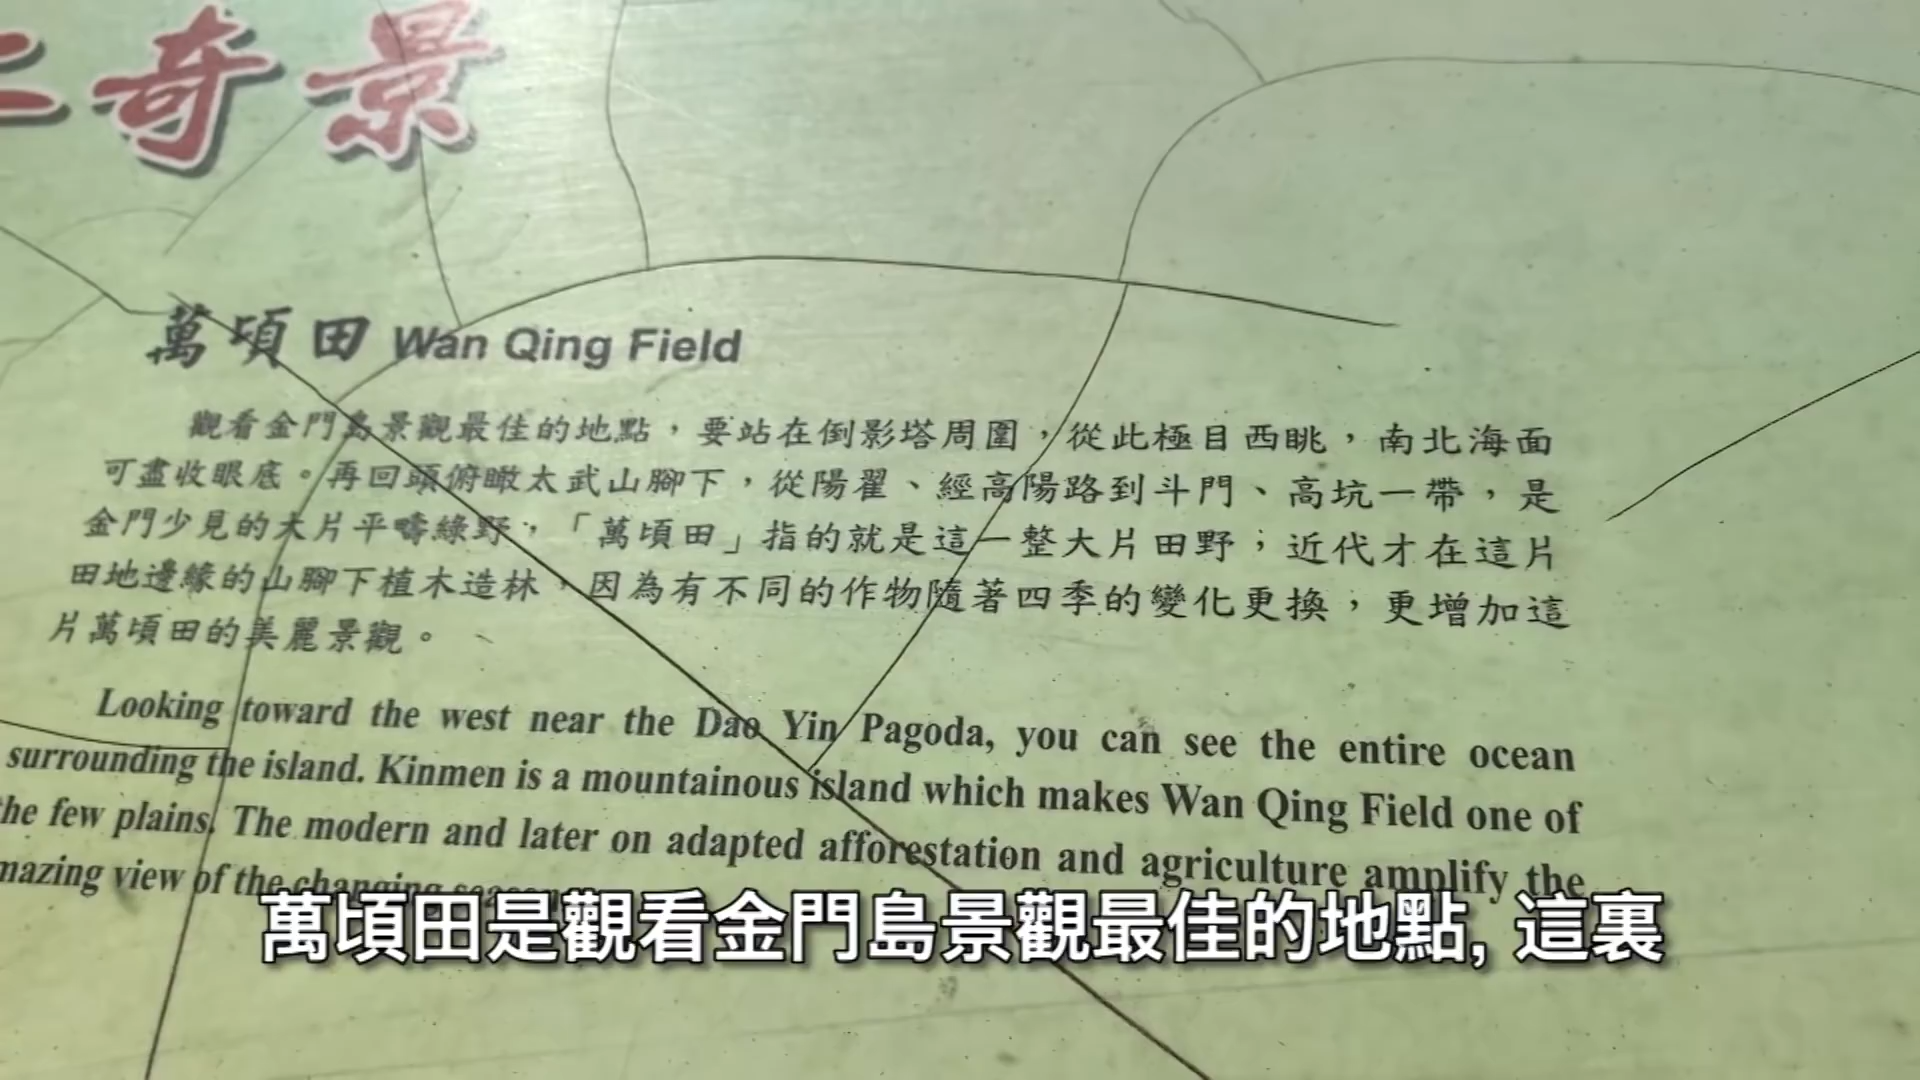 奇景
萬頃田 Wan Qing Field
觀看金門島景觀最佳的地點，要站在倒影塔周圍，從此極目西眺，南北海面
可盡收眼底。再回頭俯瞰太武山腳下，從陽翟、經高陽路到斗門、高坑一帶，是
金門少見的大片平疇綠野，「萬頃田」指的就是這一整大片田野；近代才在這片
田地邊緣的山腳下植木造林，因為有不同的作物隨著四季的變化更換，更增加這
片萬頃田的美麗景觀。
Looking toward the west near the Dao Yin Pagoda, you can see the entire ocean
surrounding the island. Kinmen is a mountainous island which makes Wan Qing Field one of
the few plains. The modern and later on adapted afforestation and agriculture amplify the
mazing view of the changing
萬頃田是觀看金門島景觀最佳的地點, 這裏